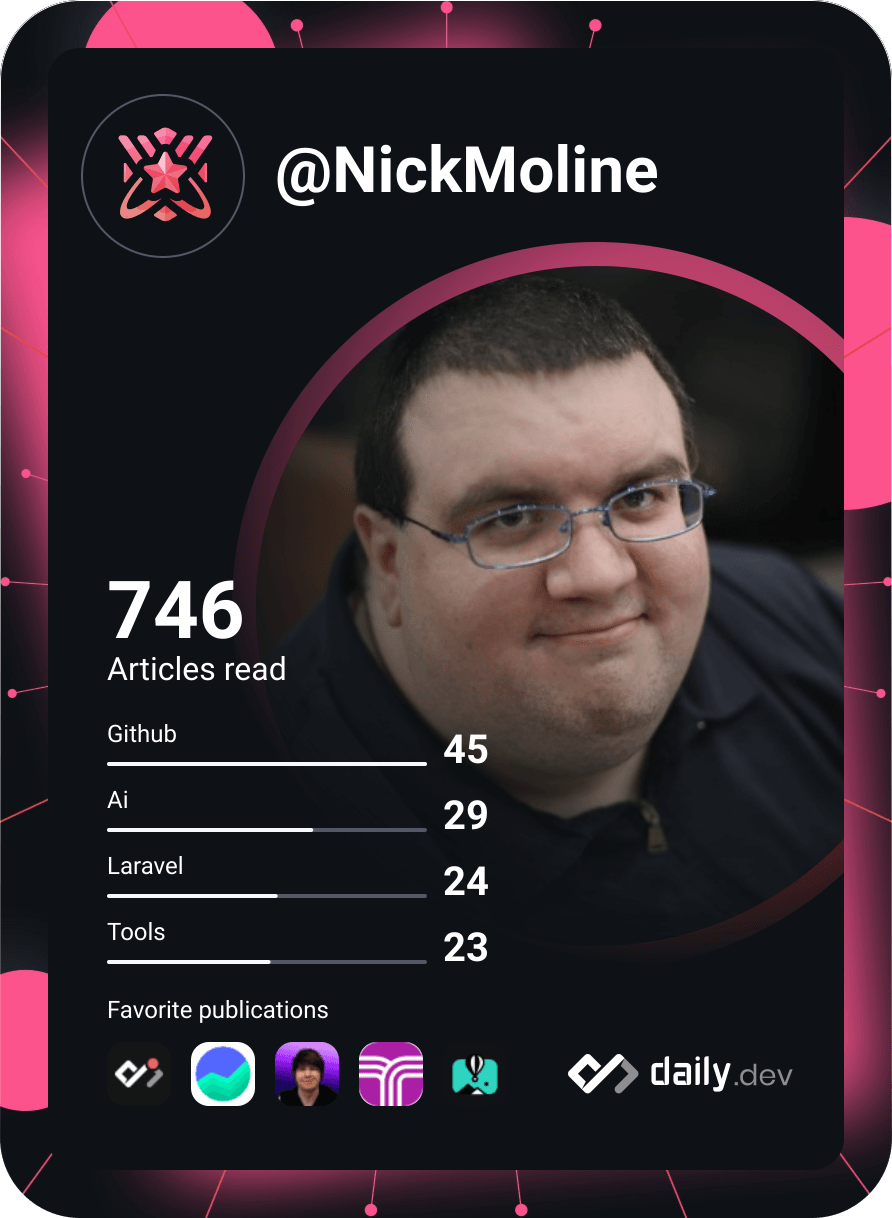 @NickMoline
746
Articles read
Github
45
Ai
29
Laravel
24
Tools
23
Favorite publications
daily.dev